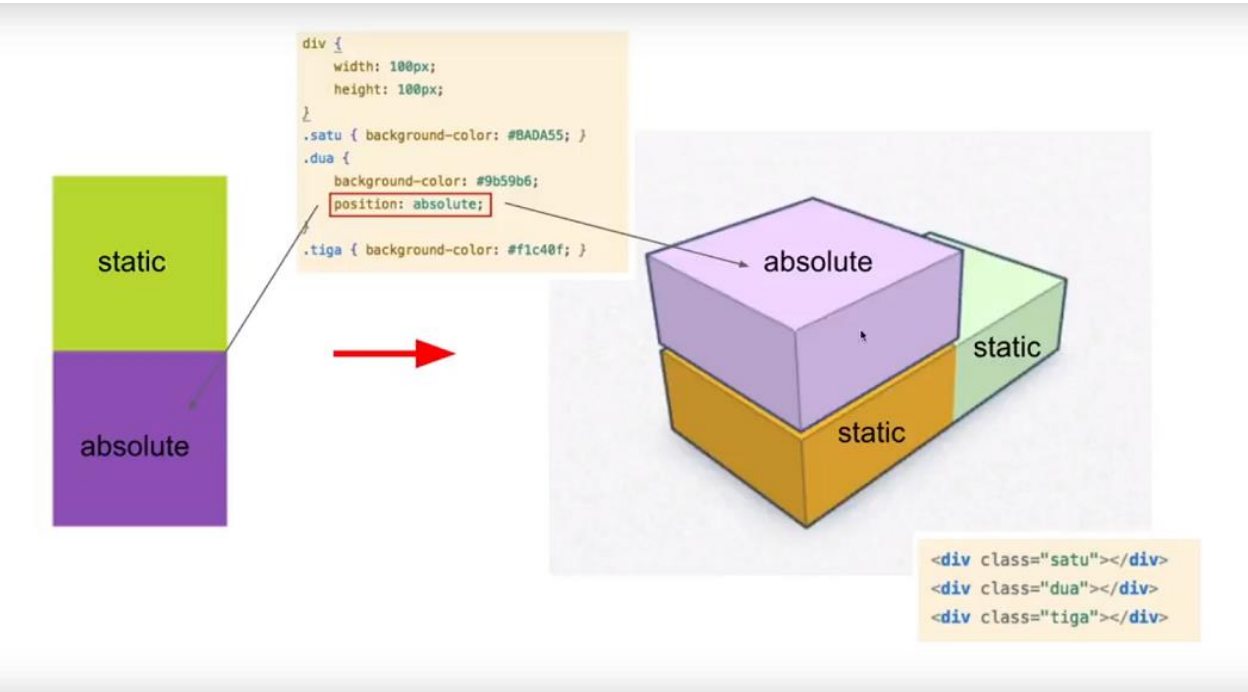 div {
width: 100px;
height: 100px;
}
.satu { background-color: #BADA55; }
.dua {
background-color: #9b59b6;
position: absolute;
}
.tiga { background-color: #f1c40f; }
static
absolute
absolute
static
static
<div class="satu"></div>
<div class="dua"></div>
<div class="tiga"></div>